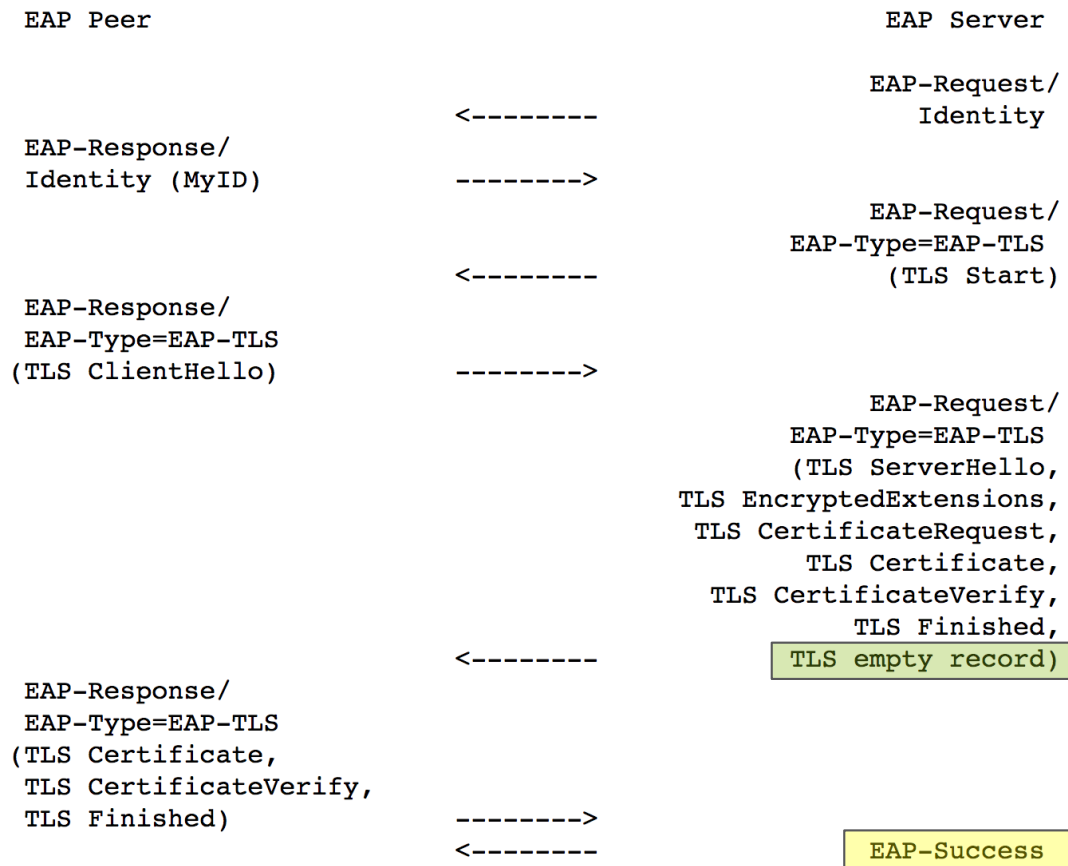 EAP Peer EAP Server
EAP-Request/
<-------- Identity
EAP-Response/
Identity (MyID) -------->
EAP-Request/
EAP-Type=EAP-TLS
<-------- (TLS Start)
EAP-Response/
EAP-Type=EAP-TLS
(TLS ClientHello) -------->
EAP-Request/
EAP-Type=EAP-TLS
(TLS ServerHello,
TLS EncryptedExtensions,
TLS CertificateRequest,
TLS Certificate,
TLS CertificateVerify,
TLS Finished,
<-------- TLS empty record)
EAP-Response/
EAP-Type=EAP-TLS
(TLS Certificate,
TLS CertificateVerify,
TLS Finished) -------->
<-------- EAP-Success